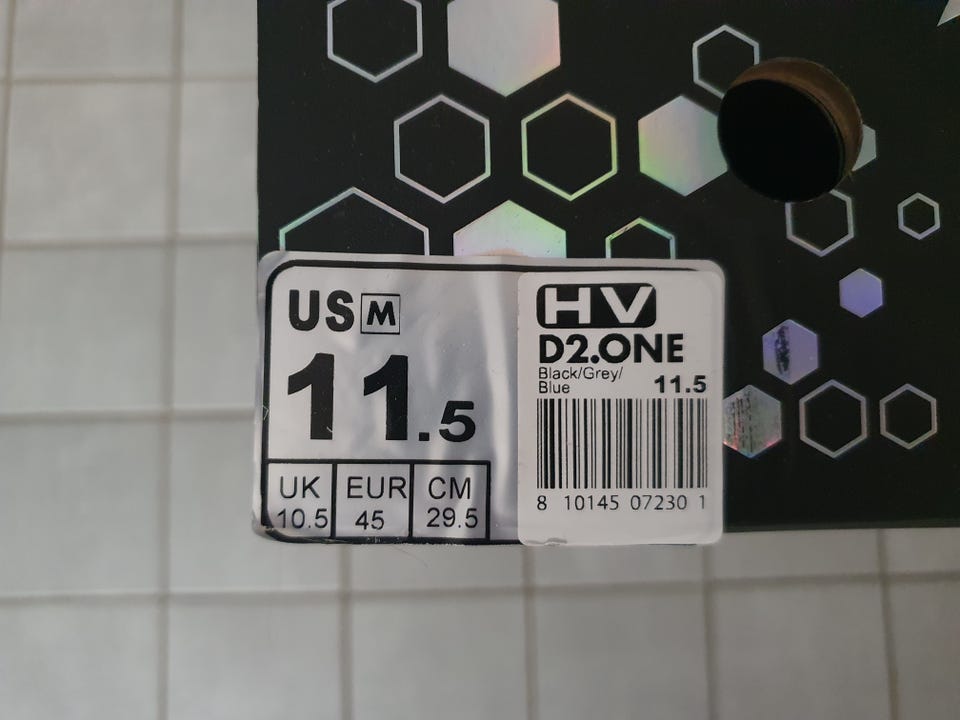 US M
11.5
UK EUR CM
10.5 45 29.5
HV
D2.ONE
Black/Grey/
Blue 11.5
8 10145 07230 1